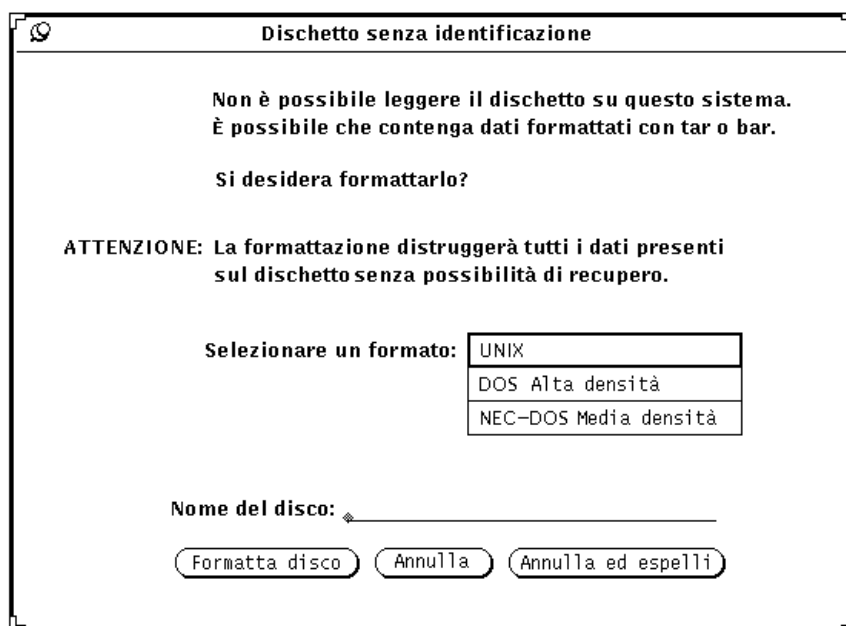 Dischetto senza identificazione
Non è possibile leggere il dischetto su questo sistema.
È possibile che contenga dati formattati con tar o bar.
Si desidera formattarlo?
ATTENZIONE: La formattazione distruggerà tutti i dati presenti
sul dischetto senza possibilità di recupero.
Selezionare un formato: UNIX
DOS Alta densità
NEC-DOS Media densità
Nome del disco:
Formatta disco Annulla Annulla ed espelli